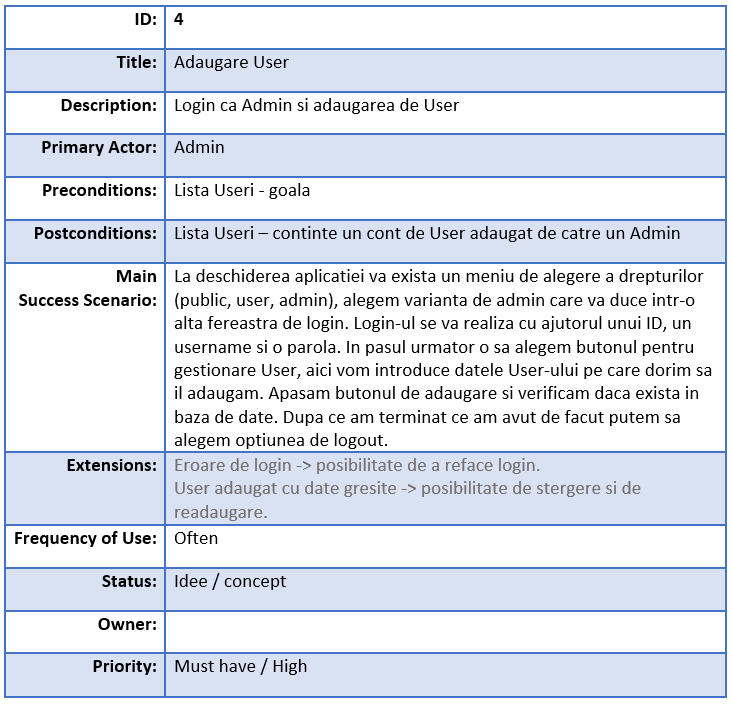 ID: 4
Title: Adaugare User
Description: Login ca Admin si adaugarea de User
Primary Actor: Admin
Preconditions: Lista Useri - goala
Postconditions: Lista Useri – continte un cont de User adaugat de catre un Admin
Main
Success Scenario:
La deschiderea aplicatiei va exista un meniu de alegere a drepturilor
(public, user, admin), alegem varianta de admin care va duce intr-o
alta fereastra de login. Login-ul se va realiza cu ajutorul unui ID, un
username si o parola. In pasul urmator o sa alegem butonul pentru
gestionare User, aici vom introduce datele User-ului pe care dorim sa
il adaugam. Apasam butonul de adaugare si verificam daca exista in
baza de date. Dupa ce am terminat ce am avut de facut putem sa
alegem optiunea de logout.
Extensions: Eroare de login -> posibilitate de a reface login.
User adaugat cu date gresite -> posibilitate de stergere si de
readaugare.
Frequency of Use: Often
Status: Idee / concept
Owner:
Priority: Must have / High